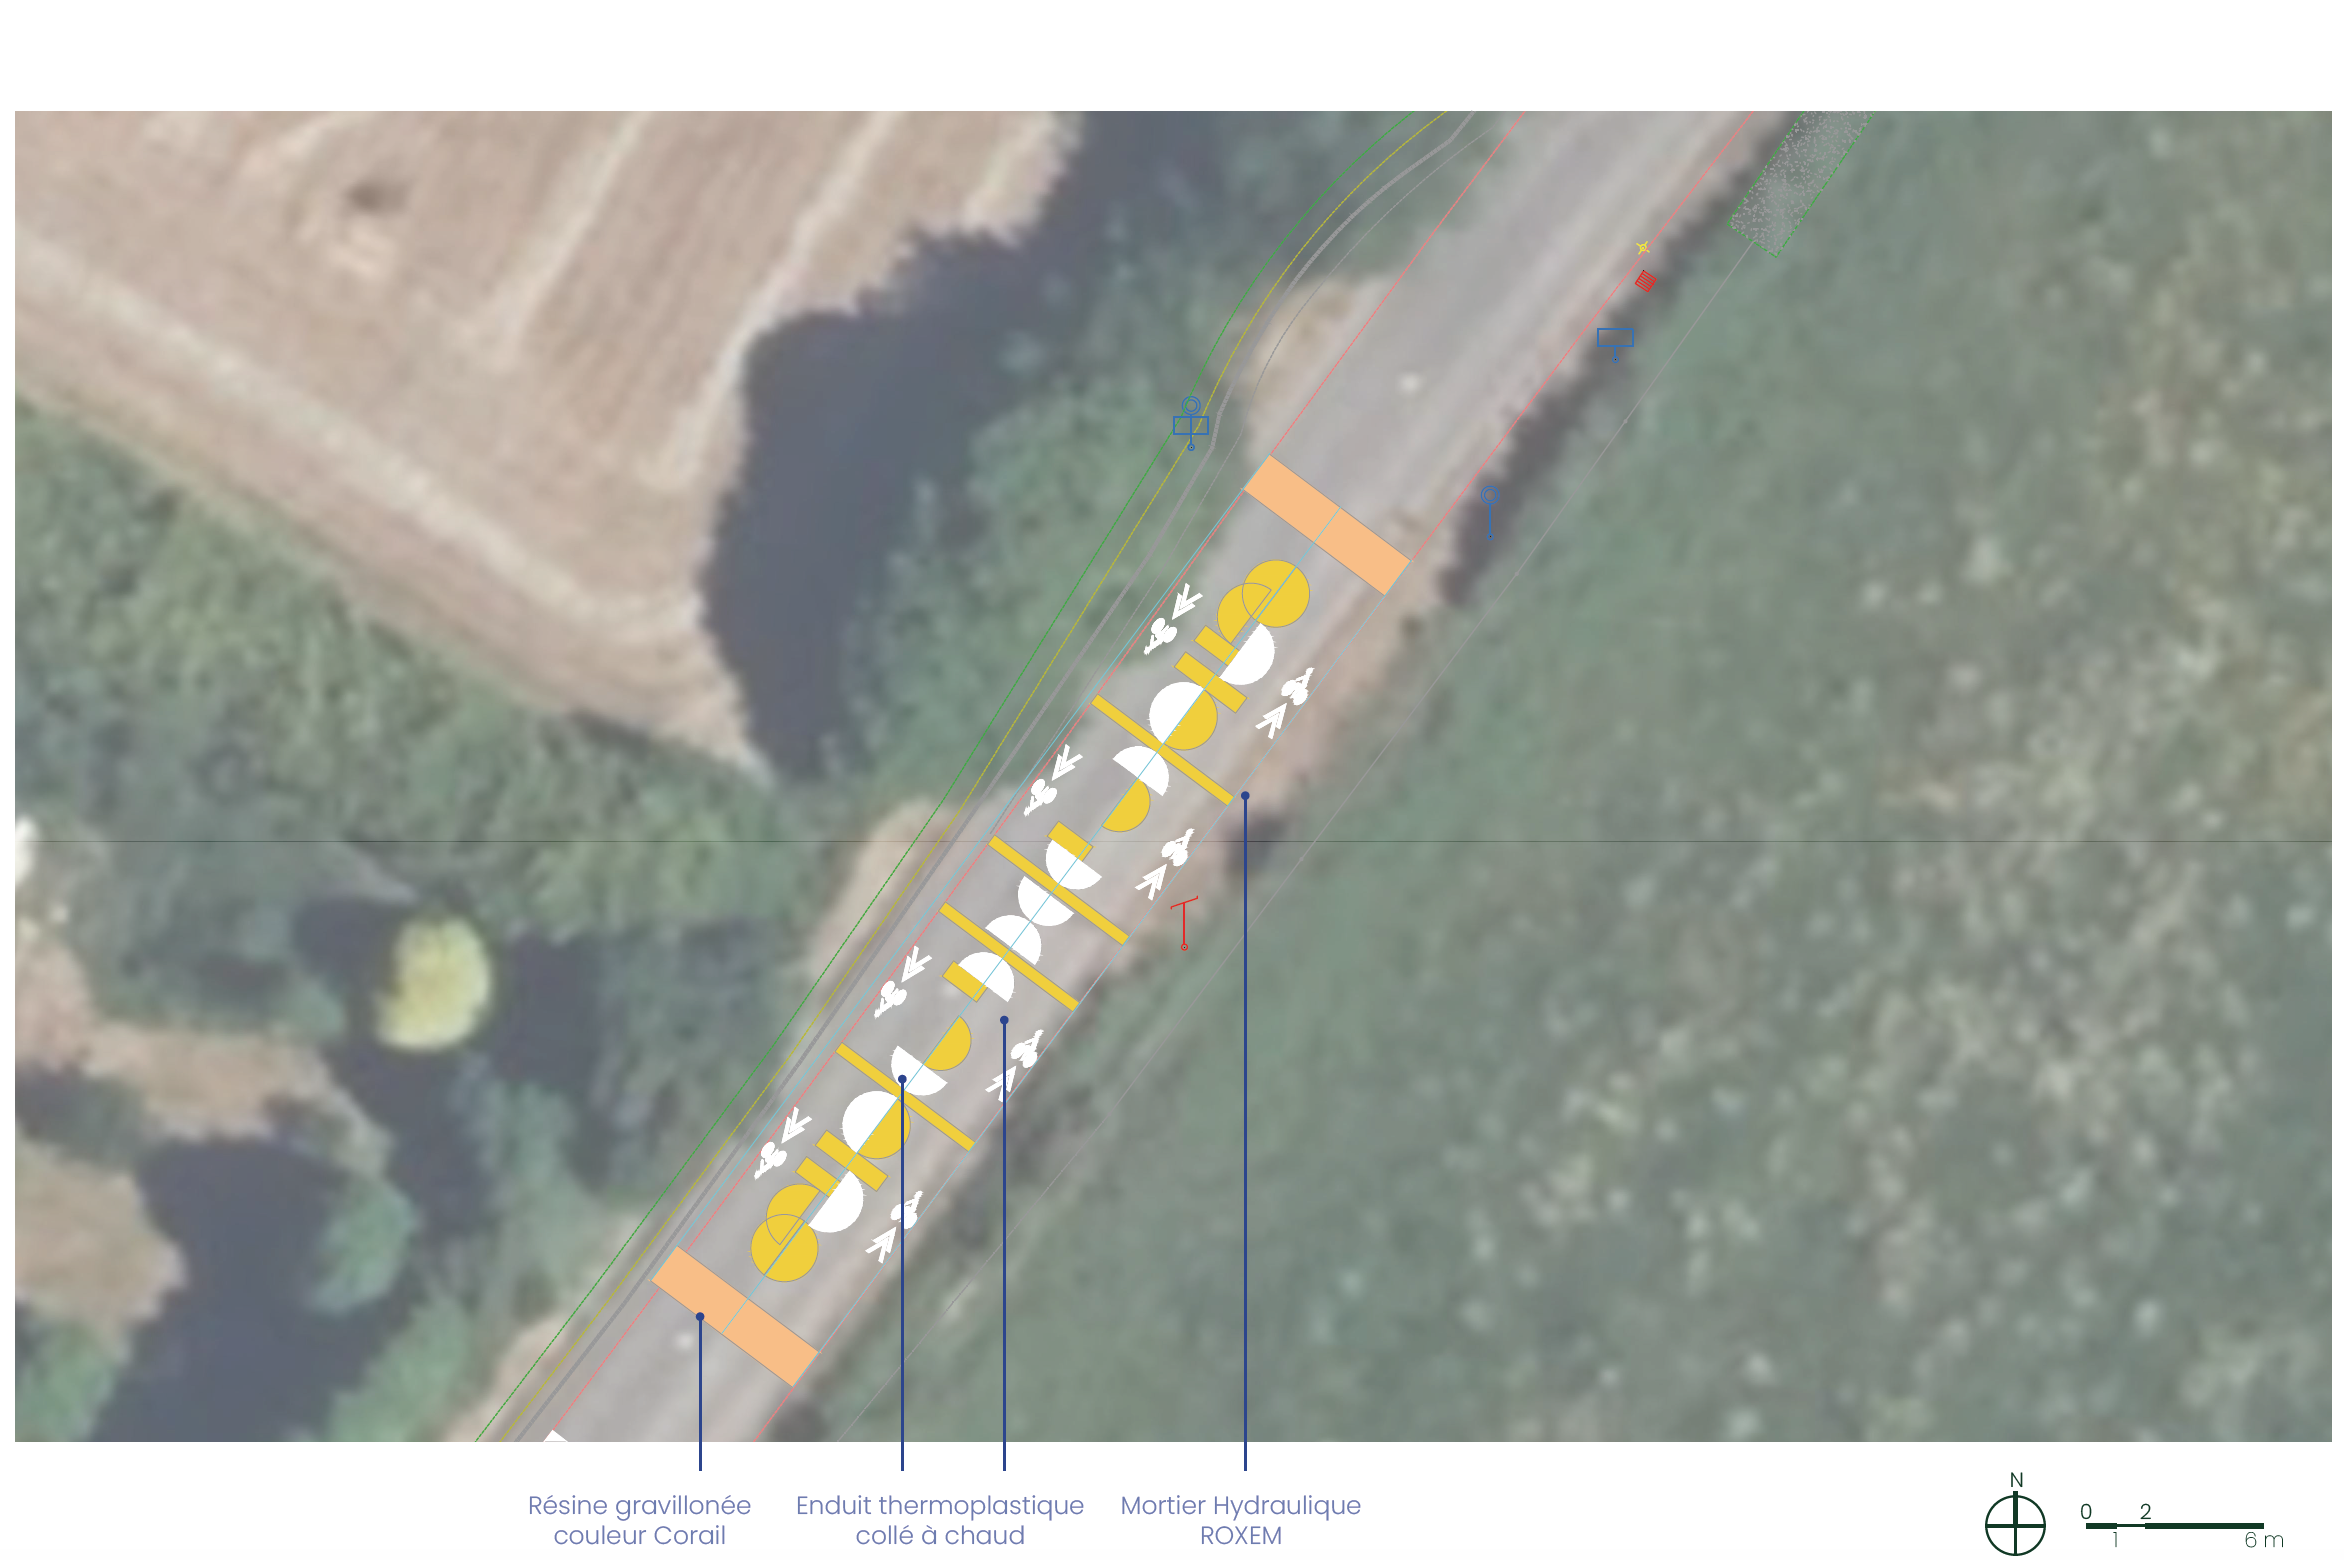 Résine gravillonée
couleur Corail
Enduit thermoplastique
collé à chaud
Mortier Hydraulique
ROXEM
N
0 2
1 6 m